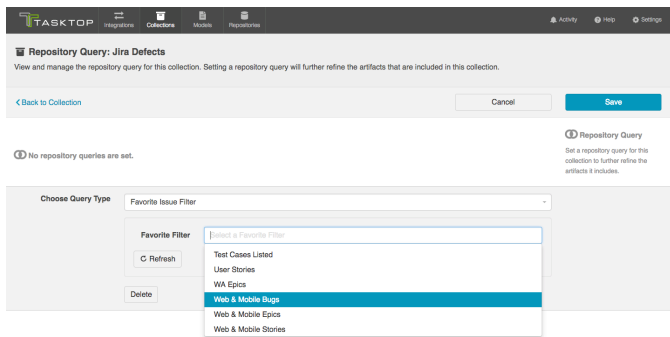 TASKTOP
Integrations
Collections
Models
Repositories
Activity
Help
Settings
Repository Query: Jira Defects
View and manage the repository query for this collection. Setting a repository query will further refine the artifacts that are included in this collection.
Back to Collection
Cancel
Save
No repository queries are set.
Repository Query
Set a repository query for this
collection to further refine the
artifacts it includes.
Choose Query Type
Favorite Issue Filter
Favorite Filter
Select a Favorite Filter
Refresh
Test Cases Listed
User Stories
WA Epics
Web & Mobile Bugs
Web & Mobile Epics
Web & Mobile Stories
Delete